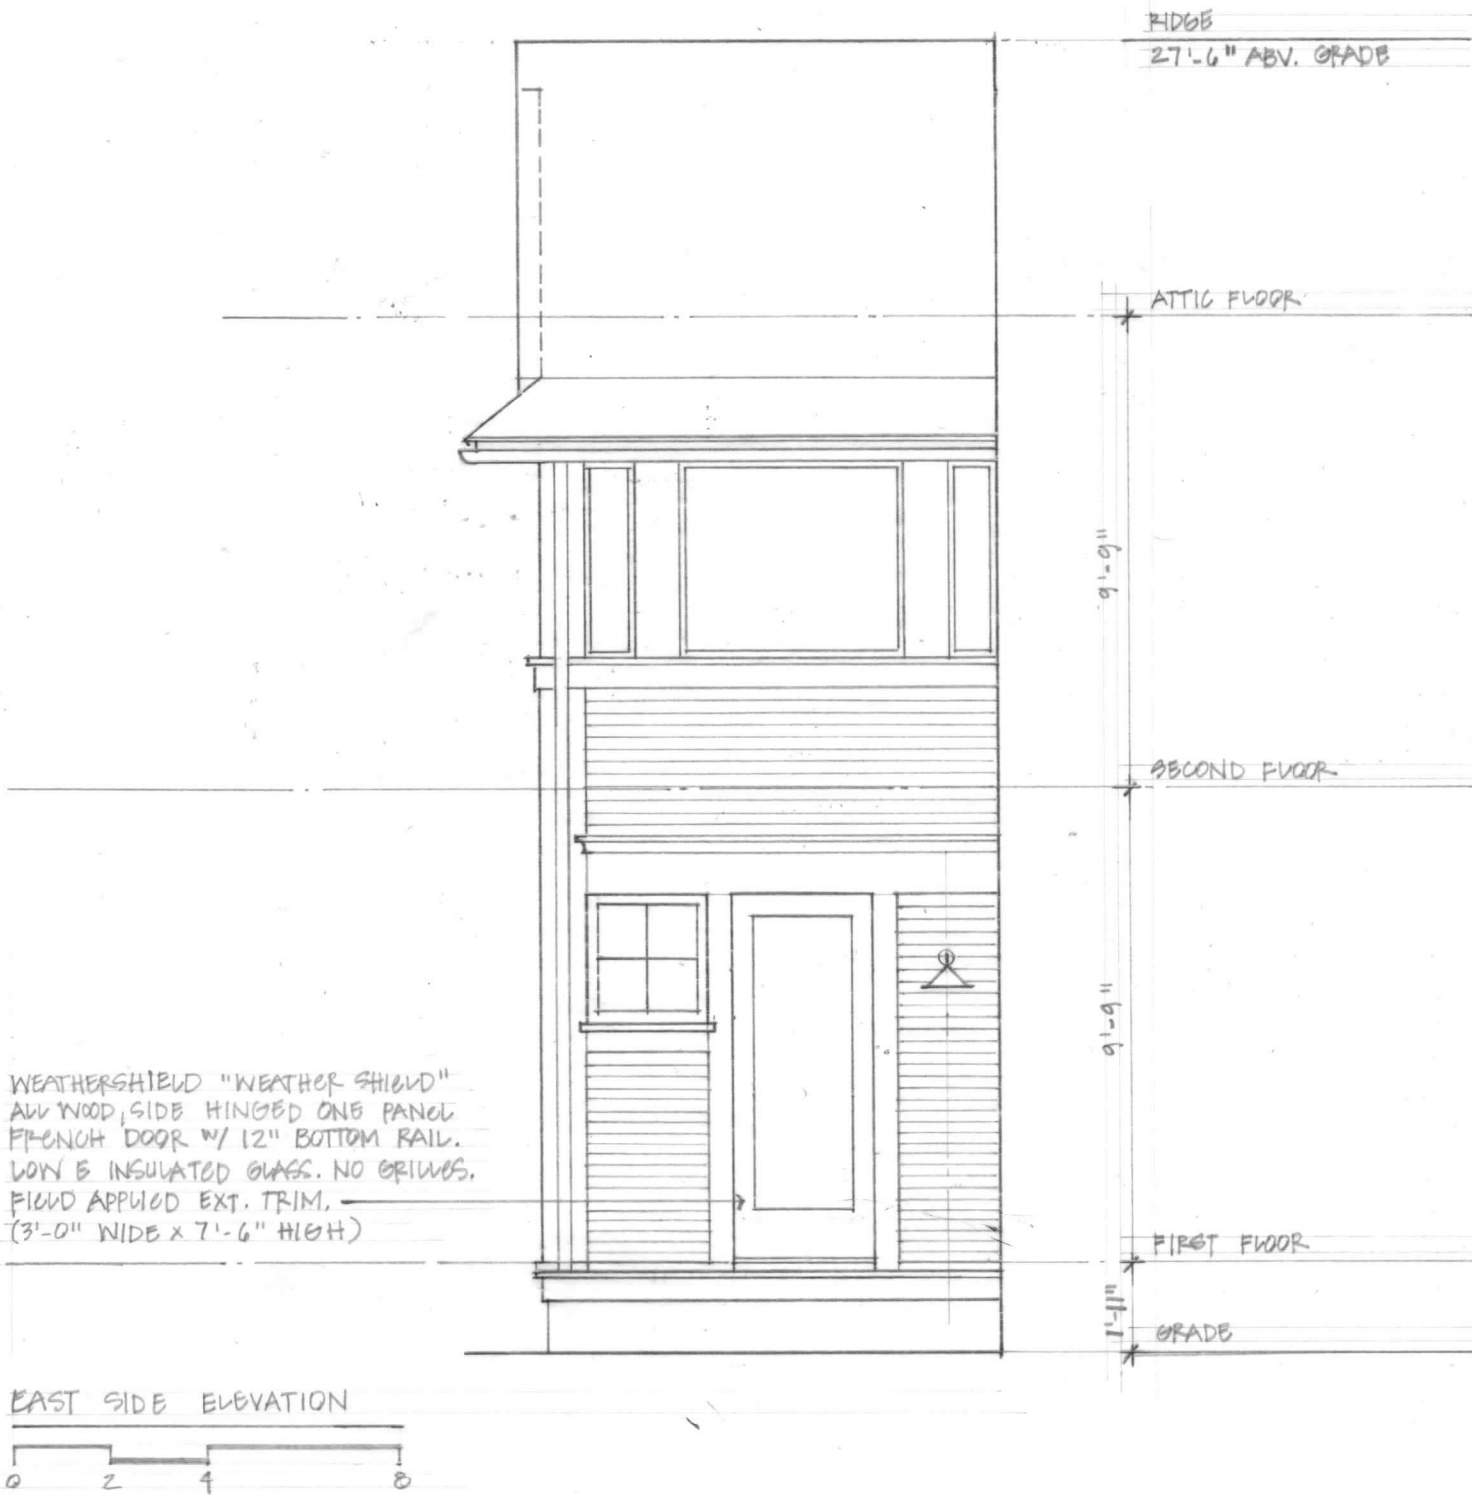 RIDGE
27'-6" ABV. GRADE
ATTIC FLOOR
9'-9"
SECOND FLOOR
9'-9"
WEATHERSHIELD "WEATHER SHIELD"
ALL WOOD, SIDE HINGED ONE PANEL
FRENCH DOOR W/ 12" BOTTOM RAIL.
LOW E INSULATED GLASS. NO GRILLES.
FIELD APPLIED EXT. TRIM.
(3'-0" WIDE x 7'-6" HIGH)
FIRST FLOOR
1'-11"
GRADE
EAST SIDE ELEVATION
0 2 4 8